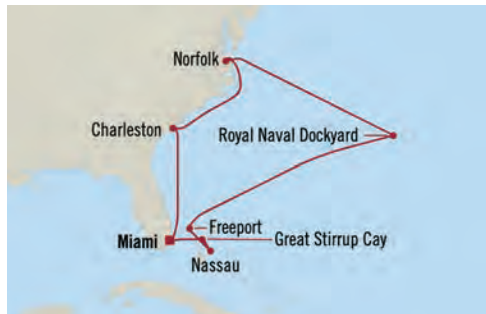 Norfolk
Charleston
Royal Naval Dockyard
Freeport
Miami
Great Stirrup Cay
Nassau